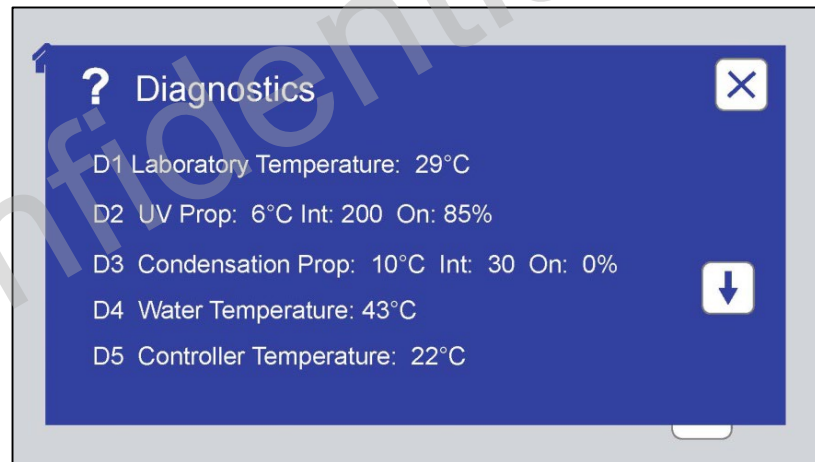 ? Diagnostics
D1 Laboratory Temperature: 29°C
D2 UV Prop: 6°C Int: 200 On: 85%
D3 Condensation Prop: 10°C Int: 30 On: 0%
D4 Water Temperature: 43°C
D5 Controller Temperature: 22°C